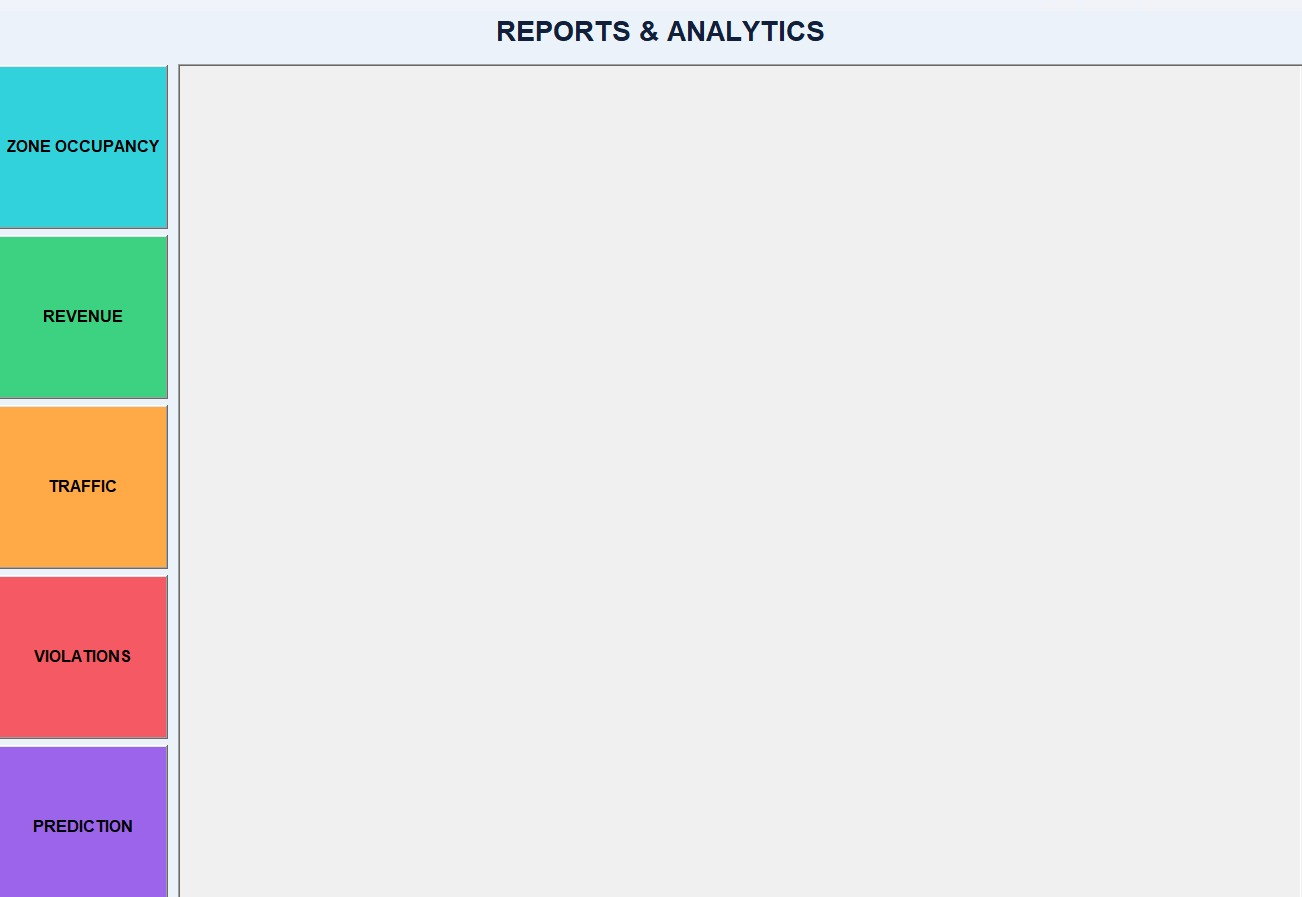 REPORTS & ANALYTICS
ZONE OCCUPANCY
REVENUE
TRAFFIC
VIOLATIONS
PREDICTION